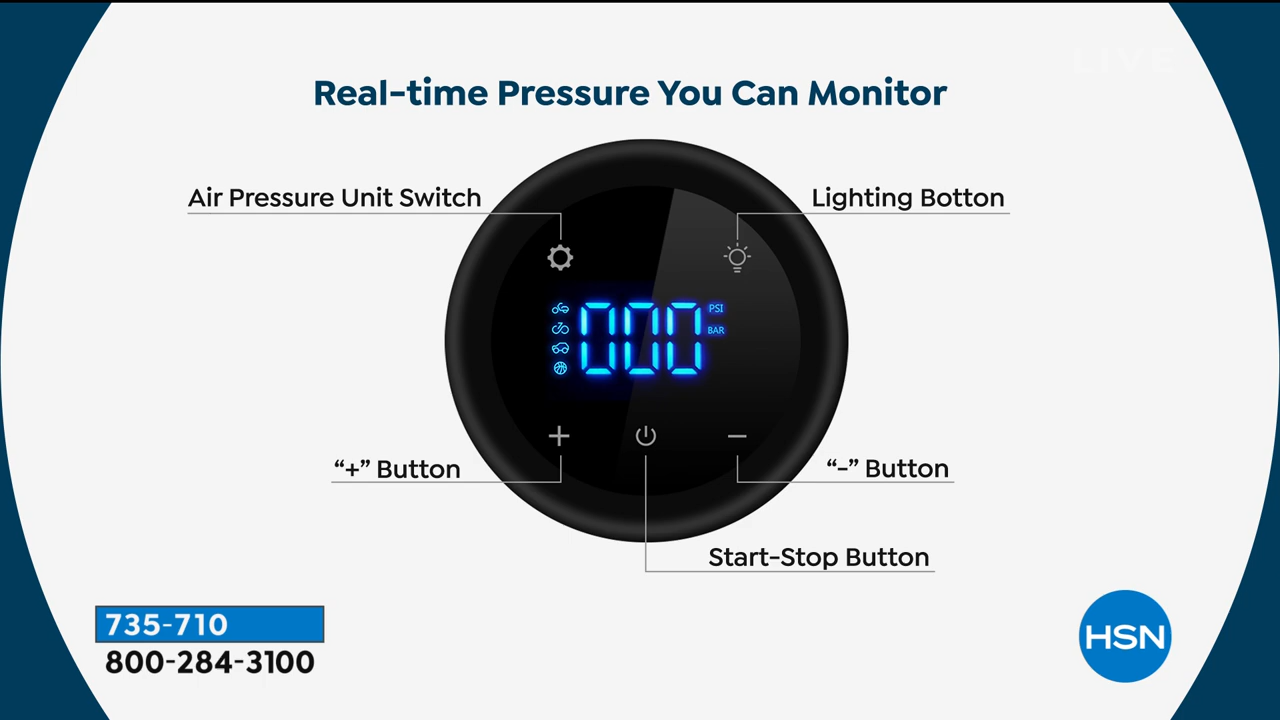 LIVE
Real-time Pressure You Can Monitor
Air Pressure Unit Switch
Lighting Botton
000
PSI
BAR
“+” Button
“-” Button
Start-Stop Button
735-710
800-284-3100
HSN